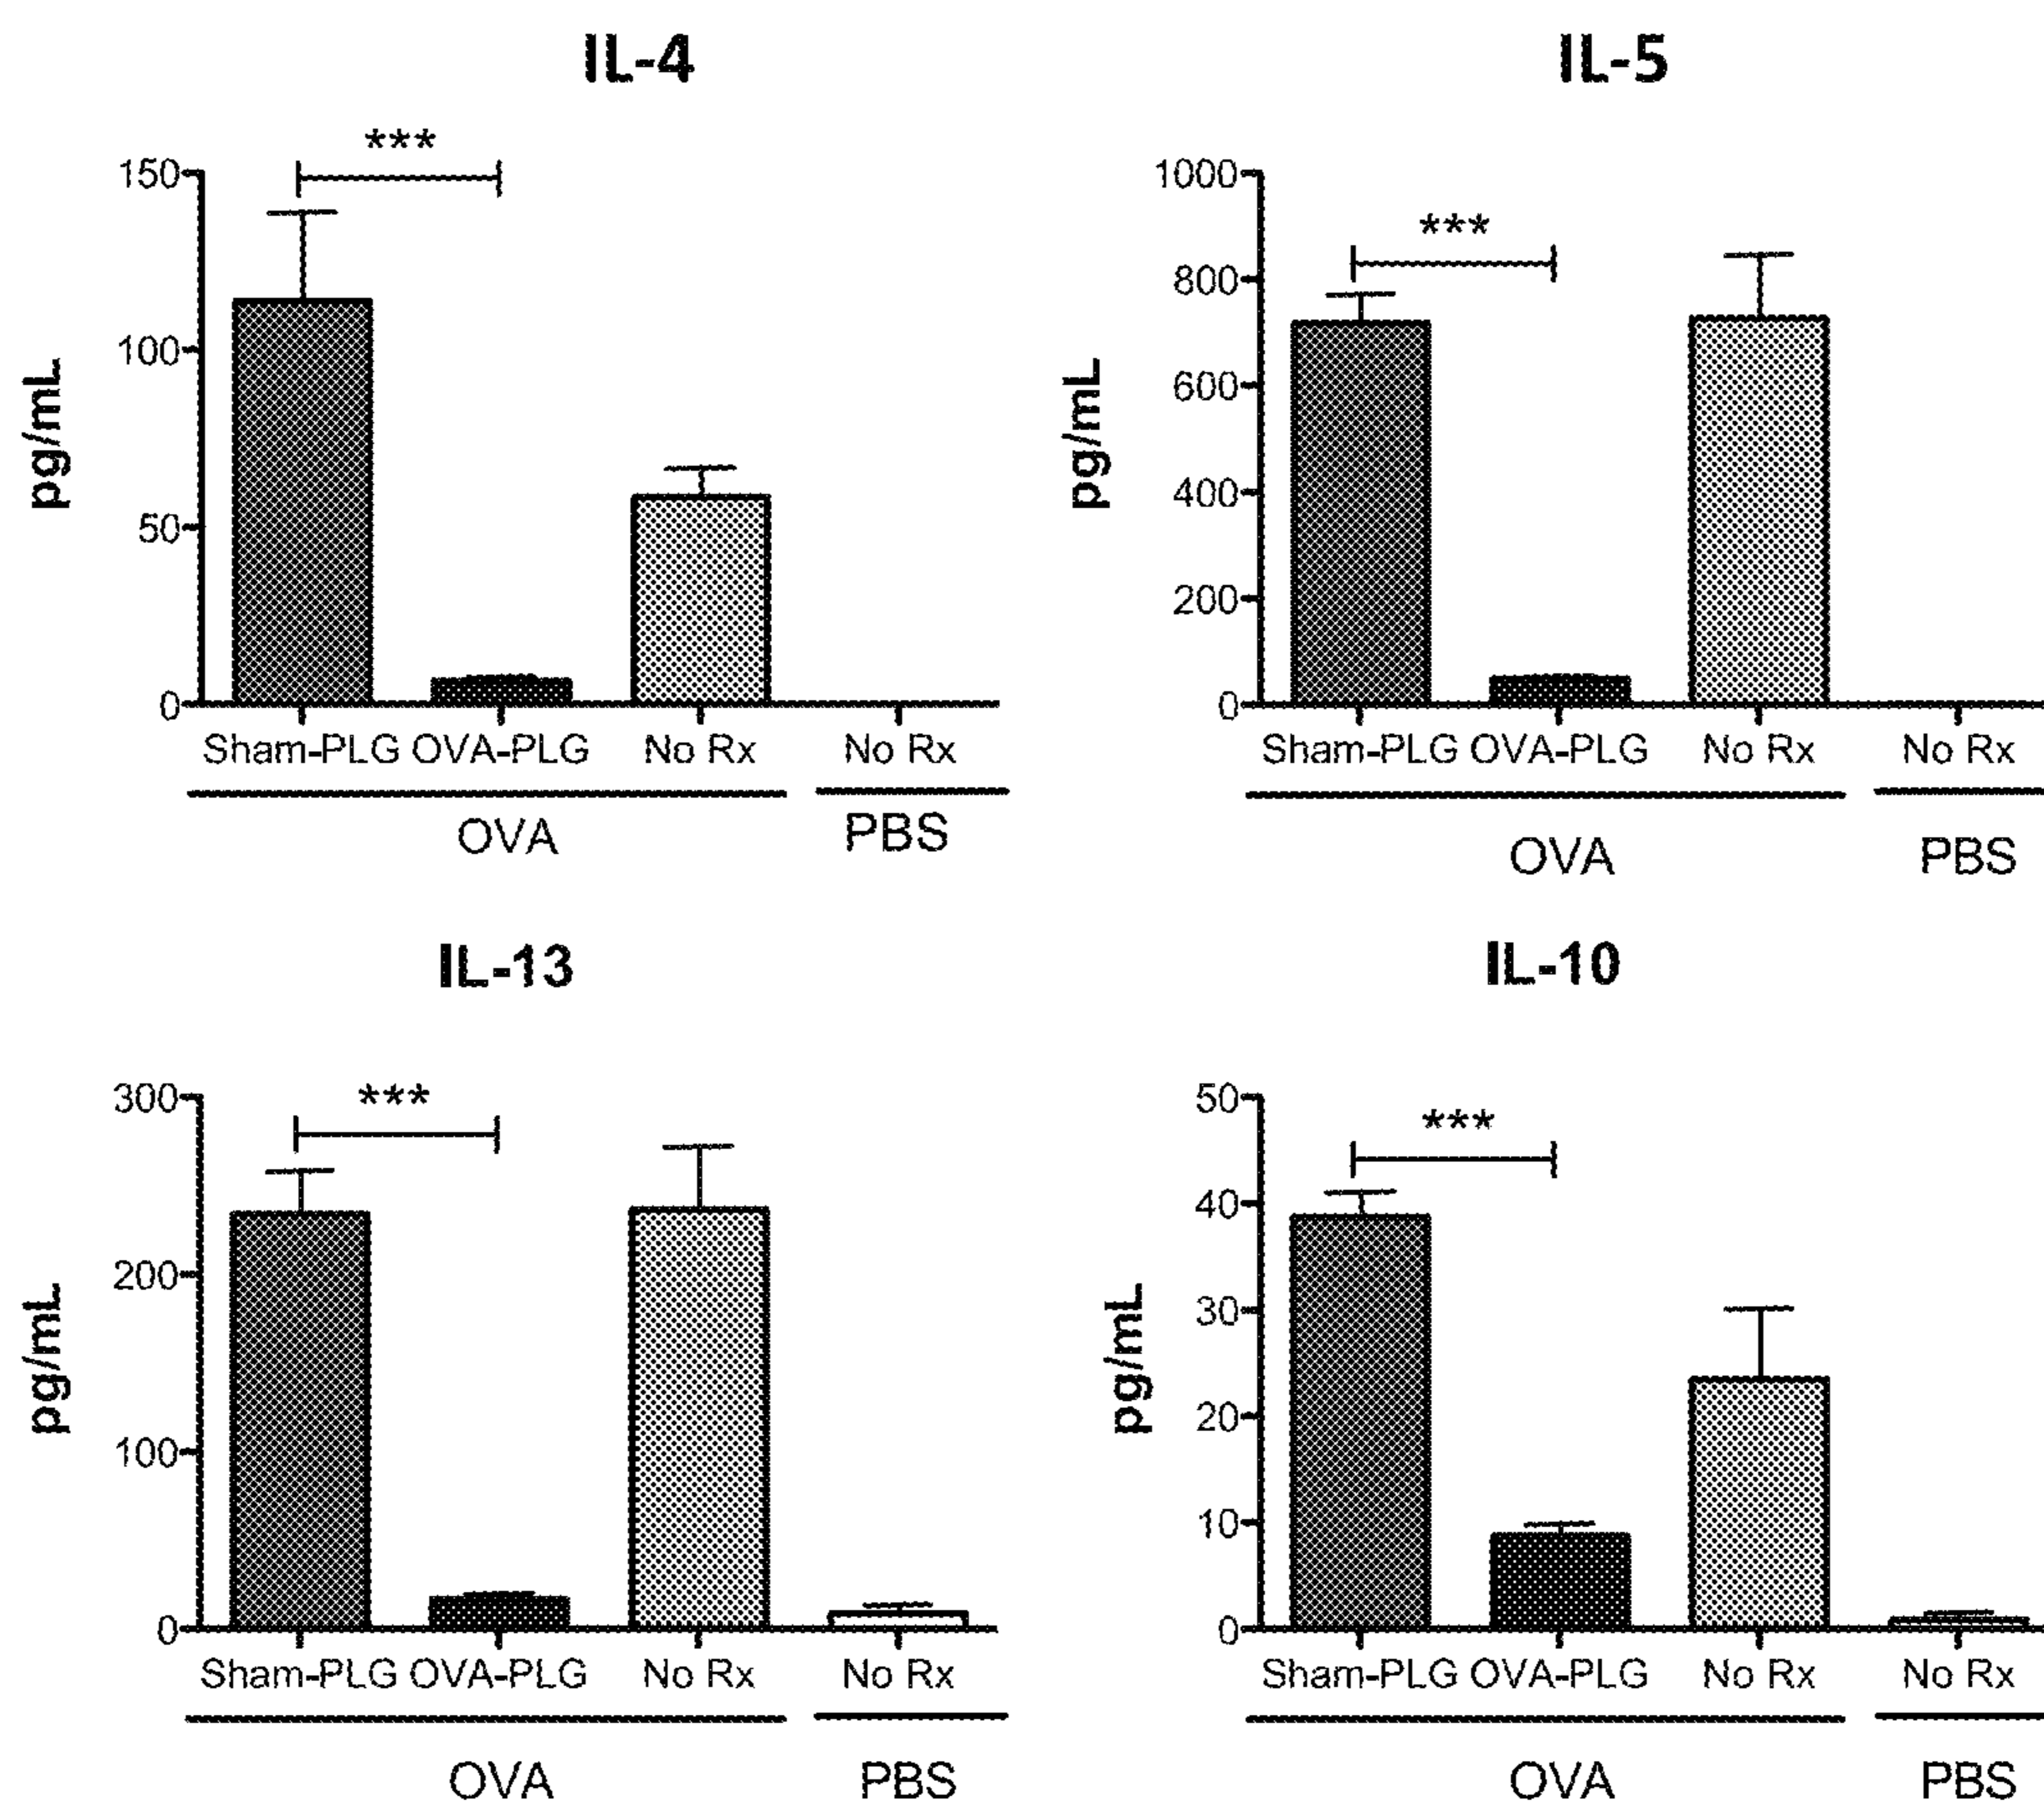 IL-4
***
150
100
50
0
pg/mL
Sham-PLG OVA-PLG No Rx No Rx
OVA PBS
IL-5
***
1000
800
600
400
200
0
pg/mL
Sham-PLG OVA-PLG No Rx No Rx
OVA PBS
IL-13
***
300
200
100
0
pg/mL
Sham-PLG OVA-PLG No Rx No Rx
OVA PBS
IL-10
***
50
40
30
20
10
0
pg/mL
Sham-PLG OVA-PLG No Rx No Rx
OVA PBS